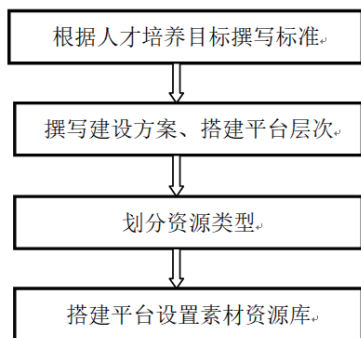 根据人才培养目标撰写标准
撰写建设方案、搭建平台层次
划分资源类型
搭建平台设置素材资源库